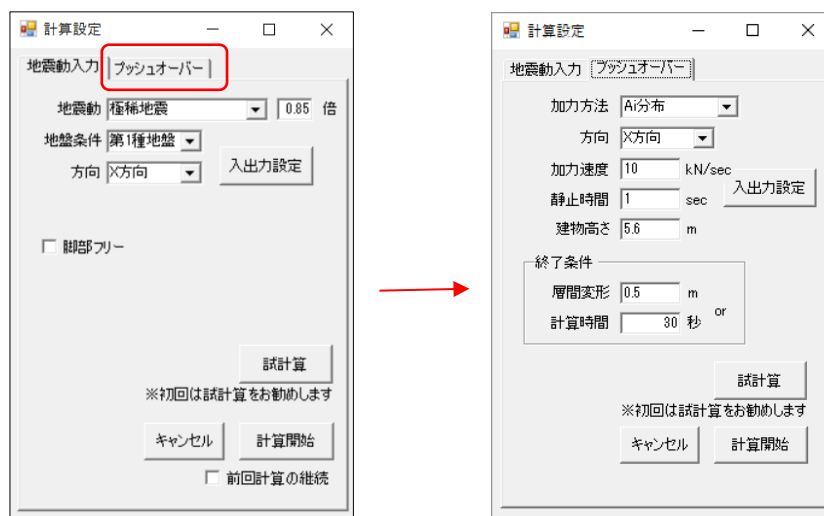 計算設定
地震動入力 プッシュオーバー
地震動 極稀地震 0.85 倍
地盤条件 第1種地盤
方向 X方向 入出力設定
脚部フリー
試計算
※初回は試計算をお勧めします
キャンセル 計算開始
前回計算の継続
計算設定
地震動入力 プッシュオーバー
加力方法 Ai分布
方向 X方向
加力速度 10 kN/sec
入出力設定
静止時間 1 sec
建物高さ 5.6 m
終了条件
層間変形 0.5 m
or
計算時間 30 秒
試計算
※初回は試計算をお勧めします
キャンセル 計算開始